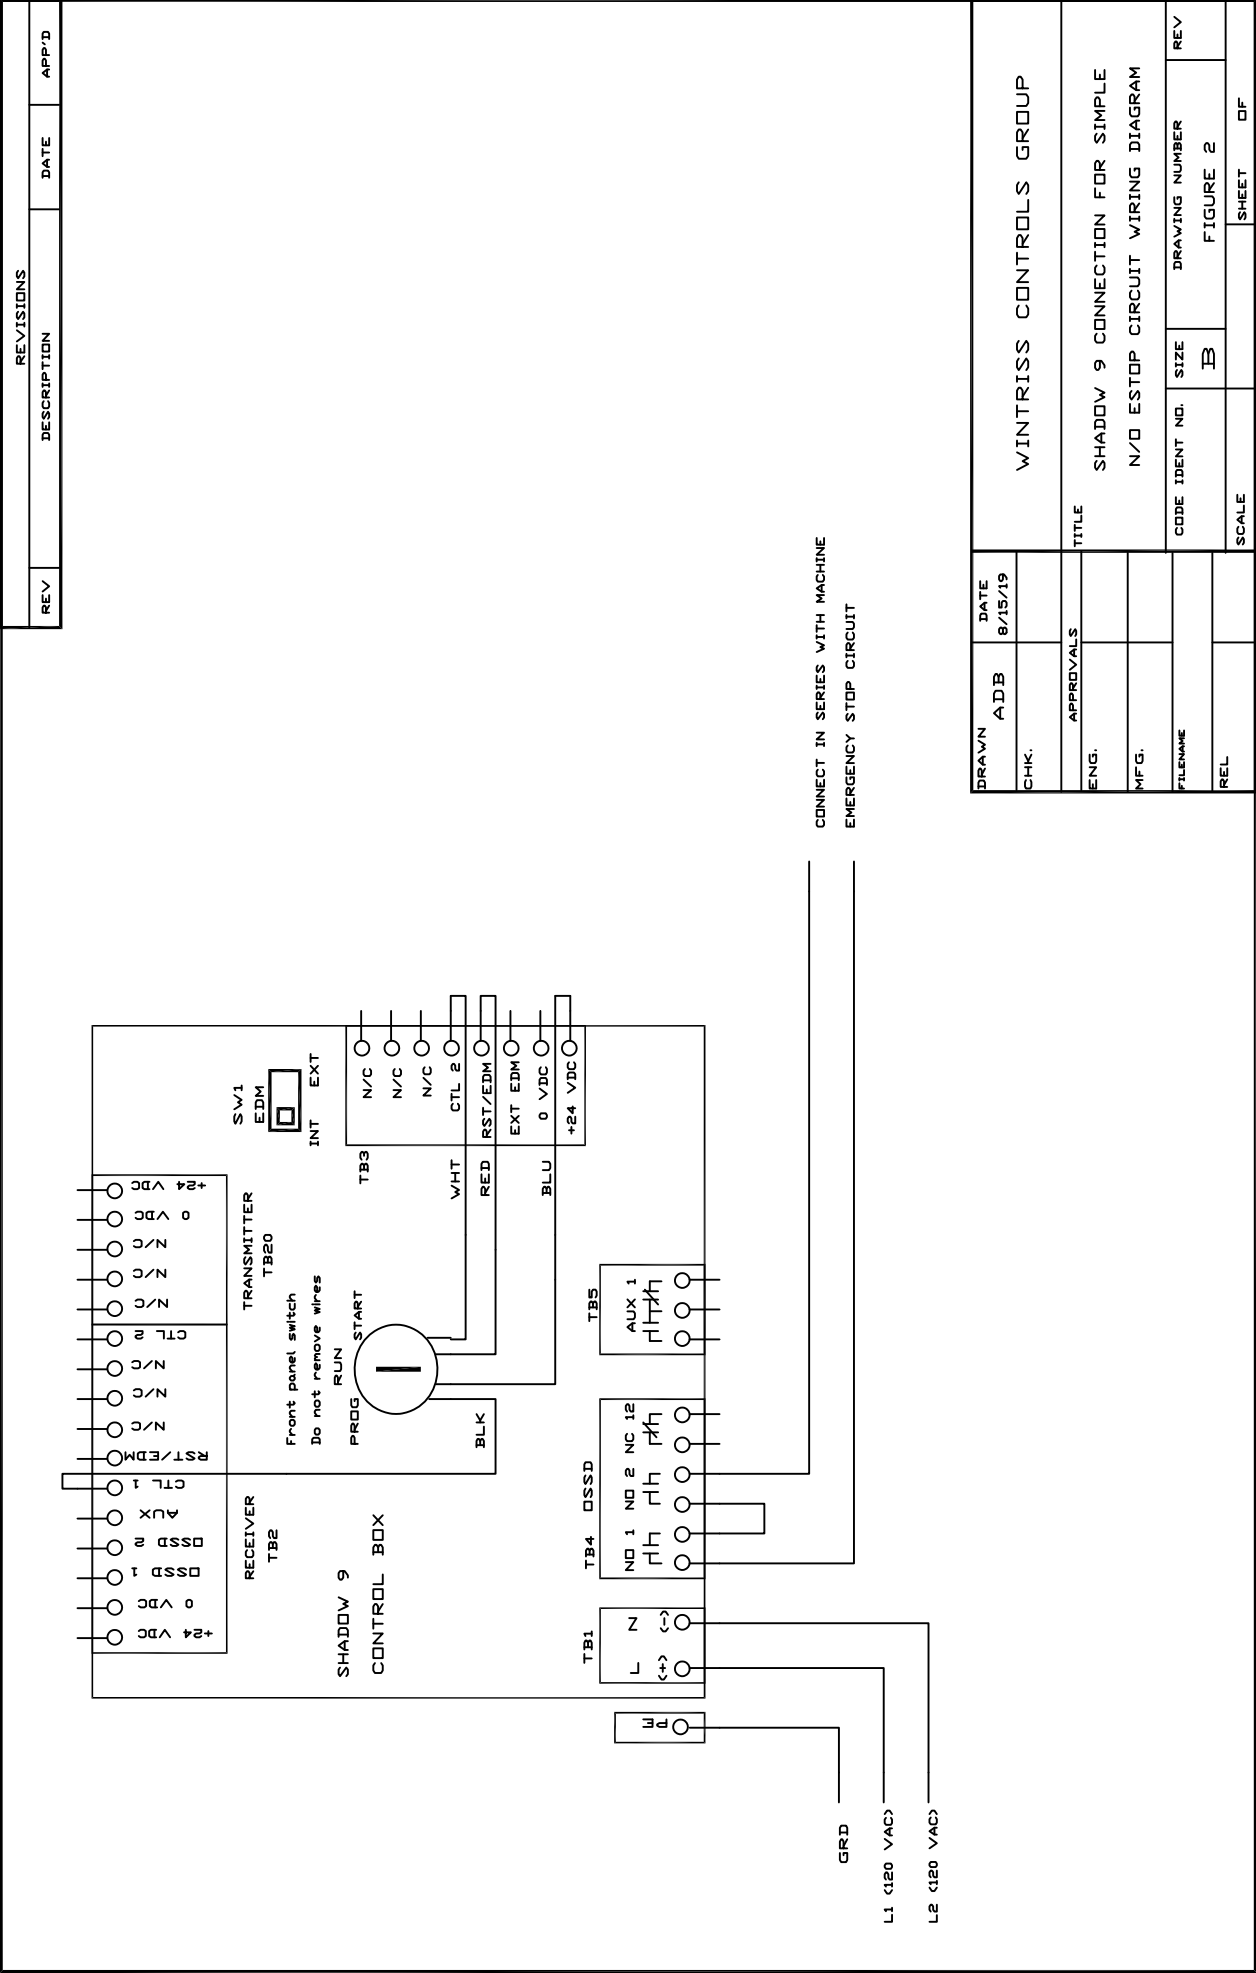 REVISIONS
REV
DESCRIPTION
DATE
APP'D
+24 VDC
0 VDC
OSSD 1
OSSD 2
AUX
CTL 1
RST/EDM
N/C
N/C
N/C
CTL 2
N/C
N/C
N/C
0 VDC
+24 VDC
RECEIVER
TB2
TRANSMITTER
TB20
SW1
EDM
INT
EXT
Front panel switch
Do not remove wires
PROG
RUN
START
SHADOW 9
CONTROL BOX
TB3
N/C
N/C
N/C
CTL 2
RST/EDM
EXT EDM
0 VDC
+24 VDC
WHT
RED
BLU
BLK
TB1
L
N
(+)
(-)
TB4
OSSD
NO 1
NO 2
NC 12
TB5
AUX 1
PE
GRD
L1 (120 VAC)
L2 (120 VAC)
CONNECT IN SERIES WITH MACHINE
EMERGENCY STOP CIRCUIT
DRAWN
ADB
DATE
8/15/19
CHK.
APPROVALS
ENG.
MFG.
FILENAME
REL
WINTRISS CONTROLS GROUP
TITLE
SHADOW 9 CONNECTION FOR SIMPLE
N/O ESTOP CIRCUIT WIRING DIAGRAM
CODE IDENT NO.
SIZE
B
DRAWING NUMBER
FIGURE 2
REV
SCALE
SHEET OF